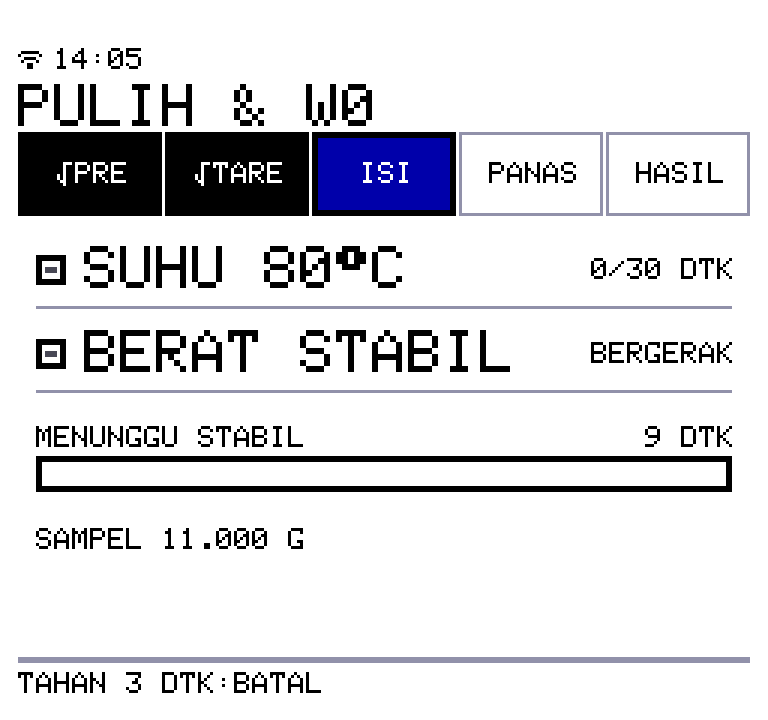 14:05
PULIH & W0
√PRE √TARE ISI PANAS HASIL
SUHU 80°C 0/30 DTK
BERAT STABIL BERGERAK
MENUNGGU STABIL 9 DTK
SAMPEL 11.000 G
TAHAN 3 DTK:BATAL